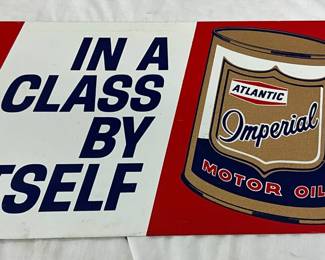 IN A
CLASS
BY
TSELF
ATLANTIC
Imperial
MOTOR OIL